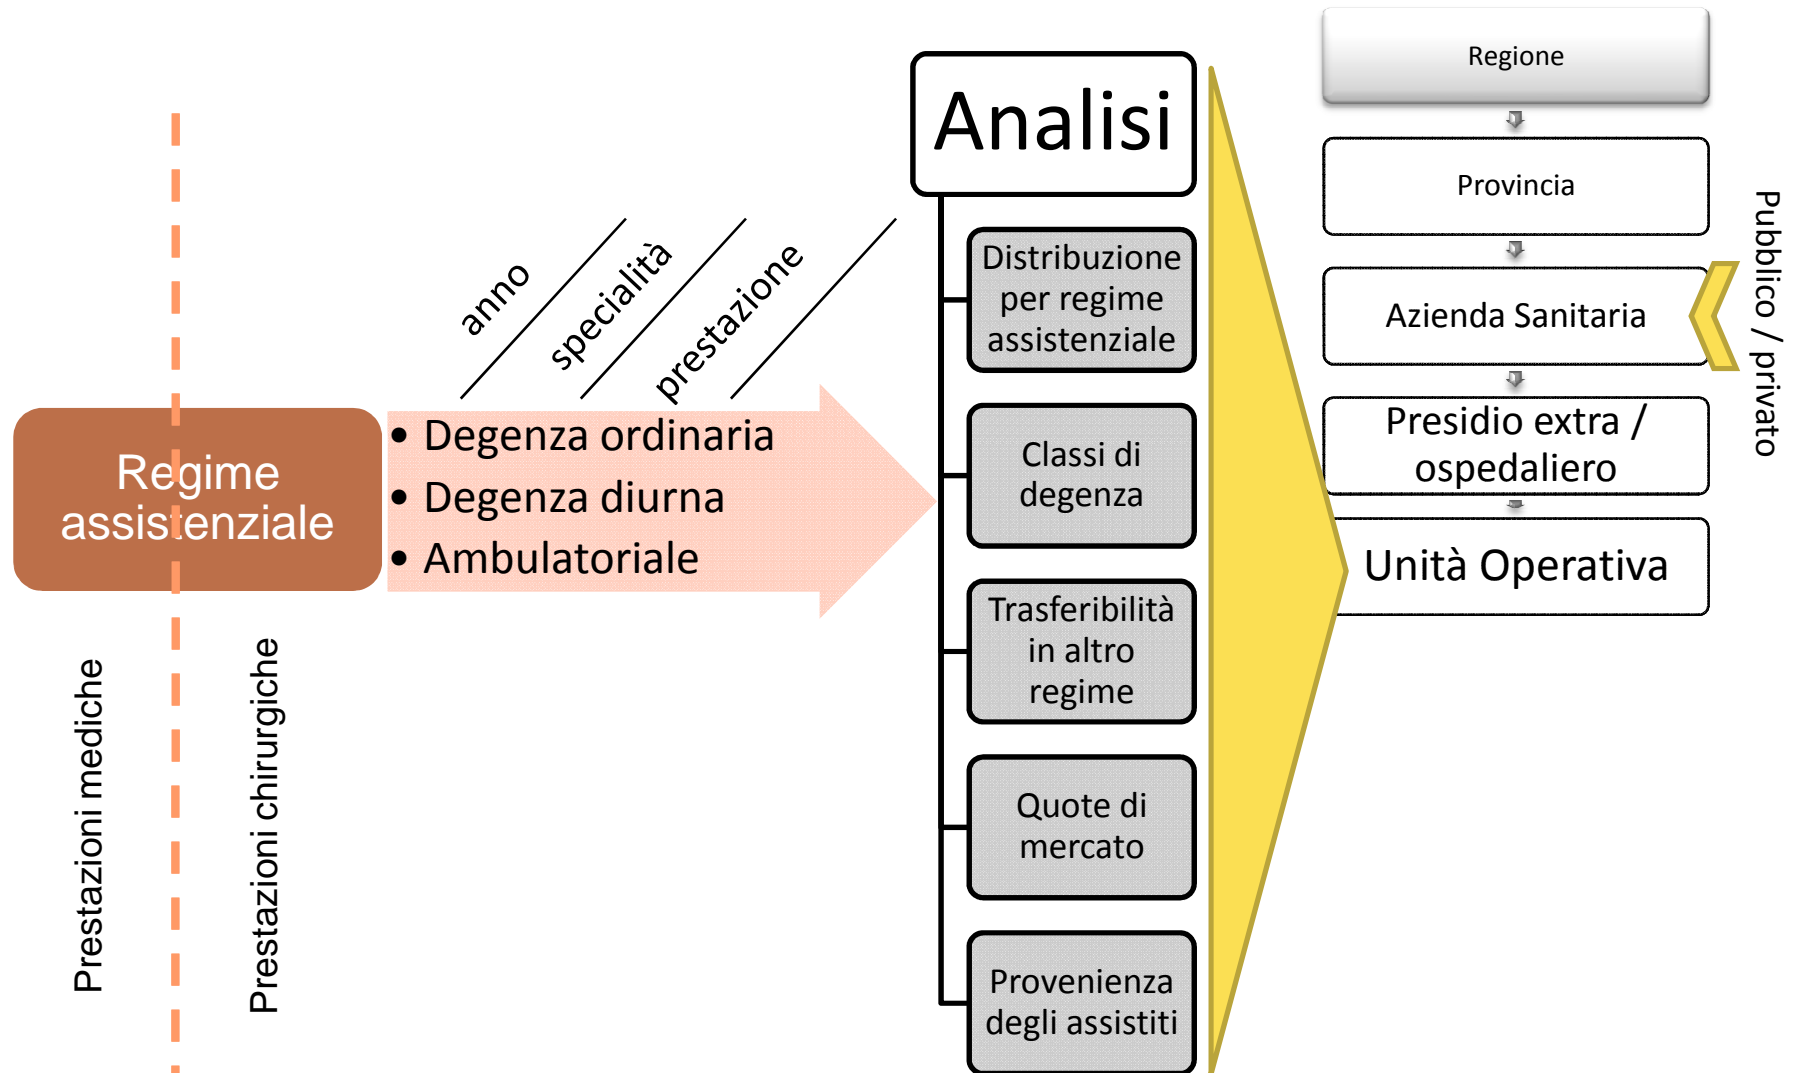 Regime
assistenziale
Prestazioni mediche
Prestazioni chirurgiche
anno
specialità
prestazione
• Degenza ordinaria
• Degenza diurna
• Ambulatoriale
Analisi
Distribuzione
per regime
assistenziale
Classi di
degenza
Trasferibilità
in altro
regime
Quote di
mercato
Provenienza
degli assistiti
Regione
Provincia
Azienda Sanitaria
Presidio extra /
ospedaliero
Unità Operativa
Pubblico / privato